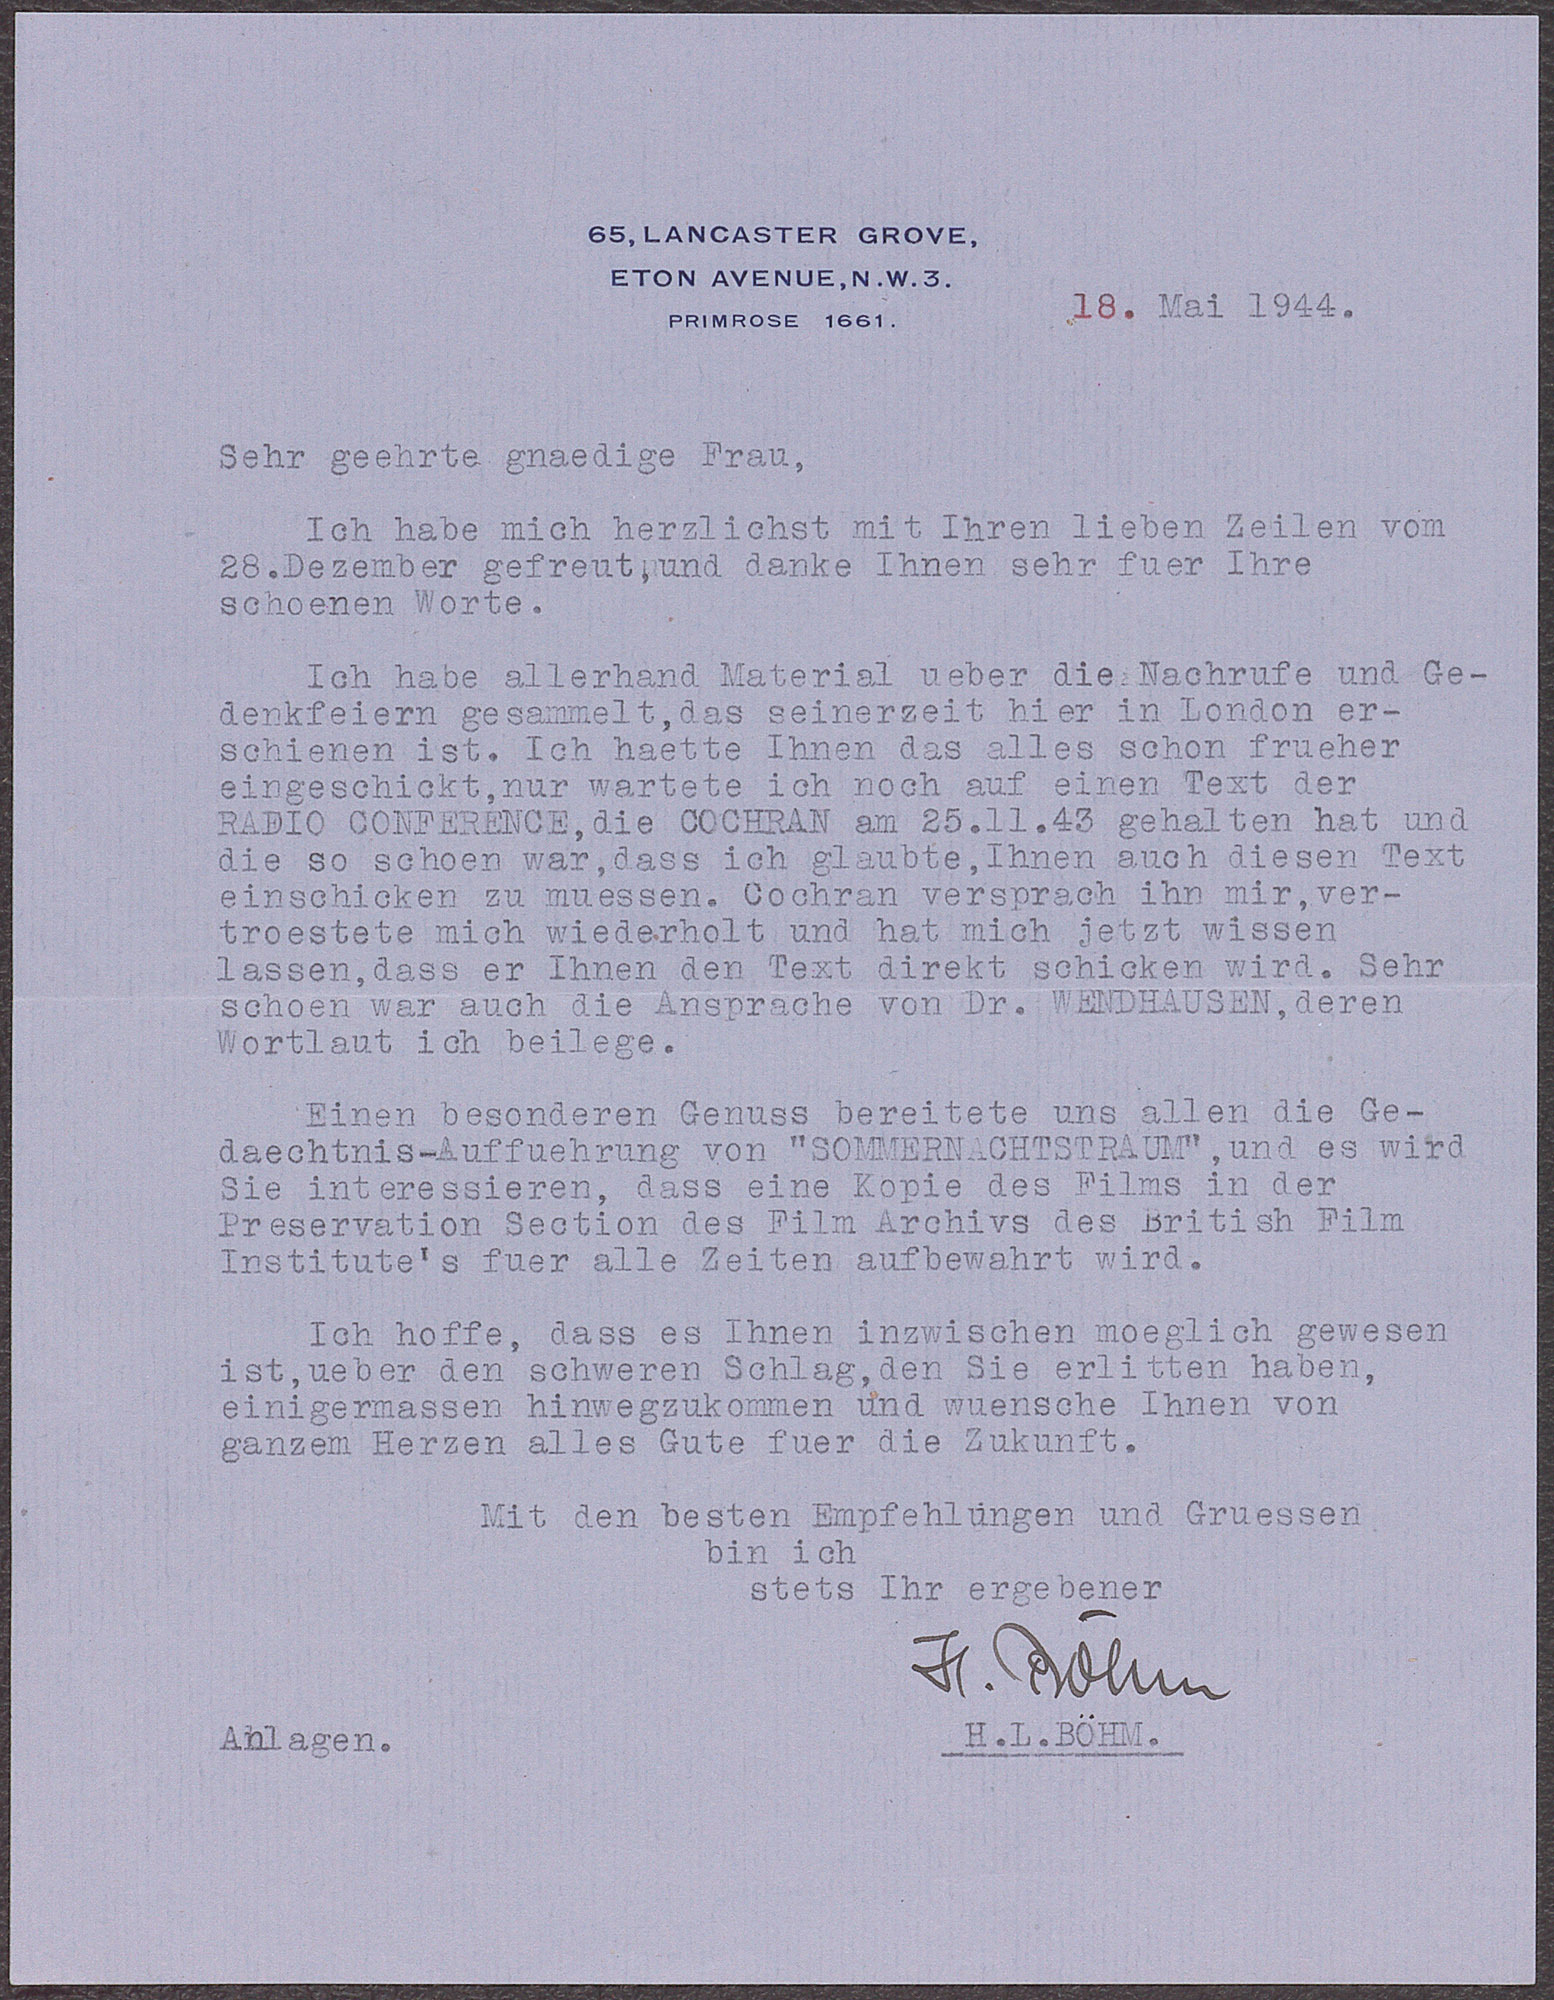 65, LANCASTER GROVE,
ETON AVENUE, N.W.3.
PRIMROSE 1661.
18. Mai 1944.
Sehr geehrte gnaedige Frau,
Ich habe mich herzlichst mit Ihren lieben Zeilen vom
28.Dezember gefreut,und danke Ihnen sehr fuer Ihre
schoenen Worte.
Ich habe allerhand Material ueber die Nachrufe und Ge-
denkfeiern gesammelt,das seinerzeit hier in London er-
schienen ist. Ich haette Ihnen das alles schon frueher
eingeschickt,nur wartete ich noch auf einen Text der
RADIO CONFERENCE,die COCHRAN am 25.11.43 gehalten hat und
die so schoen war,dass ich glaubte,Ihnen auch diesen Text
einschicken zu muessen. Cochran versprach ihn mir,ver-
troestete mich wiederholt und hat mich jetzt wissen
lassen,dass er Ihnen den Text direkt schicken wird. Sehr
schoen war auch die Ansprache von Dr. WENDHAUSEN,deren
Wortlaut ich beilege.
Einen besonderen Genuss bereitete uns allen die Ge-
daechtnis-Auffuehrung von "SOMMERNACHTSTRAUM",und es wird
Sie interessieren, dass eine Kopie des Films in der
Preservation Section des Film Archivs des British Film
Institute's fuer alle Zeiten aufbewahrt wird.
Ich hoffe, dass es Ihnen inzwischen moeglich gewesen
ist,ueber den schweren Schlag,den Sie erlitten haben,
einigermassen hinwegzukommen und wuensche Ihnen von
ganzem Herzen alles Gute fuer die Zukunft.
Mit den besten Empfehlungen und Gruessen
bin ich
stets Ihr ergebener
H. Böhm
H.L.BÖHM.
Anlagen.